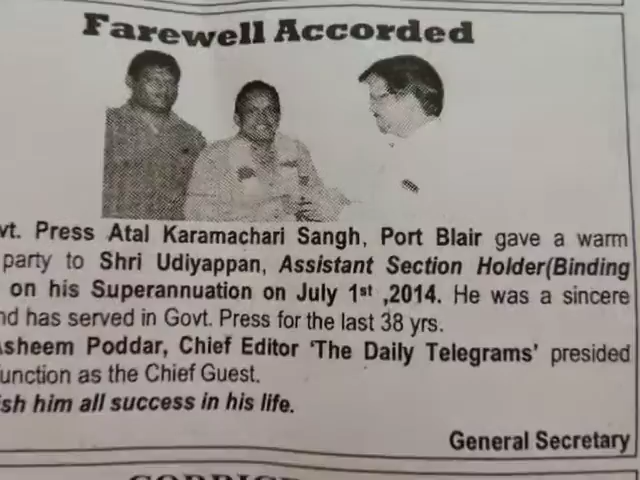 Farewell Accorded
vt. Press Atal Karamachari Sangh, Port Blair gave a warm
party to Shri Udiyappan, Assistant Section Holder(Binding
on his Superannuation on July 1st ,2014. He was a sincere
nd has served in Govt. Press for the last 38 yrs.
sheem Poddar, Chief Editor 'The Daily Telegrams' presided
unction as the Chief Guest.
sh him all success in his life.
General Secretary